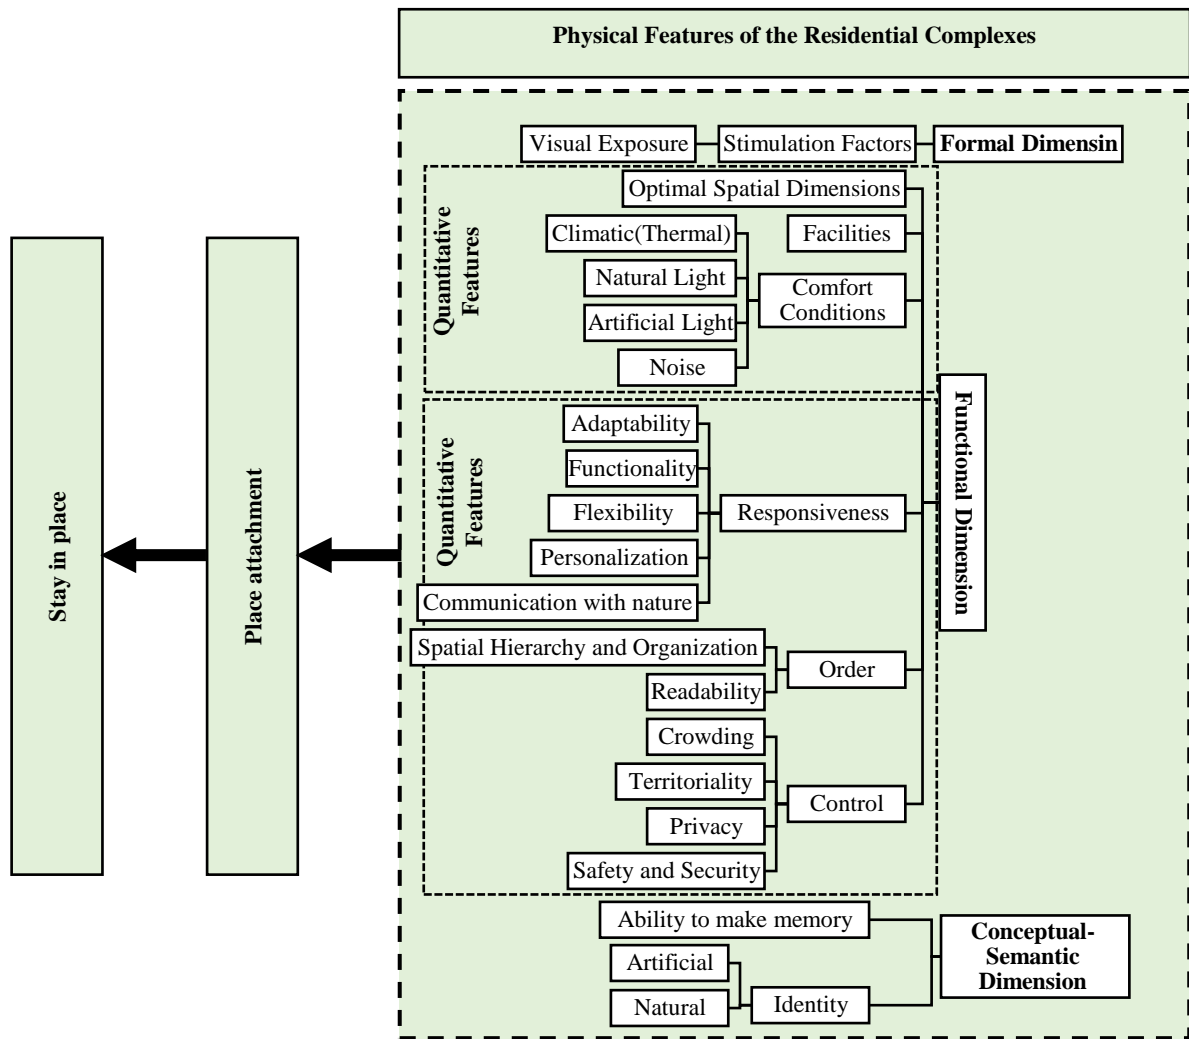 Physical Features of the Residential Complexes
Visual Exposure
Stimulation Factors
Formal Dimensin
Optimal Spatial Dimensions
Quantitative
Features
Climatic(Thermal)
Facilities
Natural Light
Comfort
Conditions
Artificial Light
Noise
Functional Dimension
Quantitative
Features
Adaptability
Functionality
Flexibility
Responsiveness
Personalization
Communication with nature
Stay in place
Place attachment
Spatial Hierarchy and Organization
Order
Readability
Crowding
Territoriality
Control
Privacy
Safety and Security
Ability to make memory
Conceptual-
Semantic
Dimension
Artificial
Natural
Identity